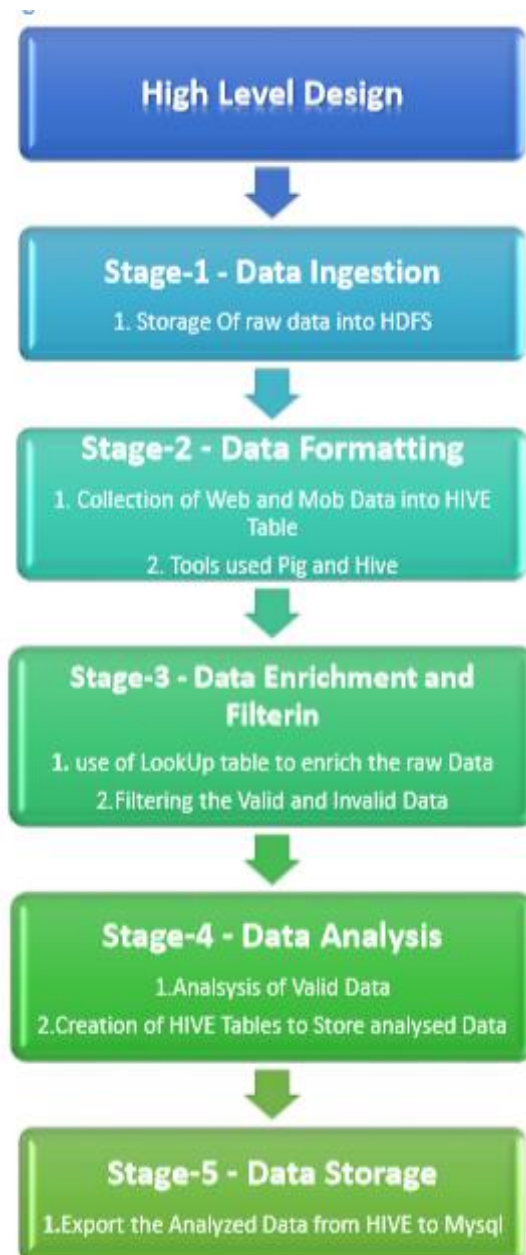 High Level Design
Stage-1 - Data Ingestion
1. Storage Of raw data into HDFS
Stage-2 - Data Formatting
1. Collection of Web and Mob Data into HIVE
Table
2. Tools used Pig and Hive
Stage-3 - Data Enrichment and
Filterin
1. use of LookUp table to enrich the raw Data
2.Filtering the Valid and Invalid Data
Stage-4 - Data Analysis
1.Analsysis of Valid Data
2.Creation of HIVE Tables to Store analysed Data
Stage-5 - Data Storage
1.Export the Analyzed Data from HIVE to Mysql